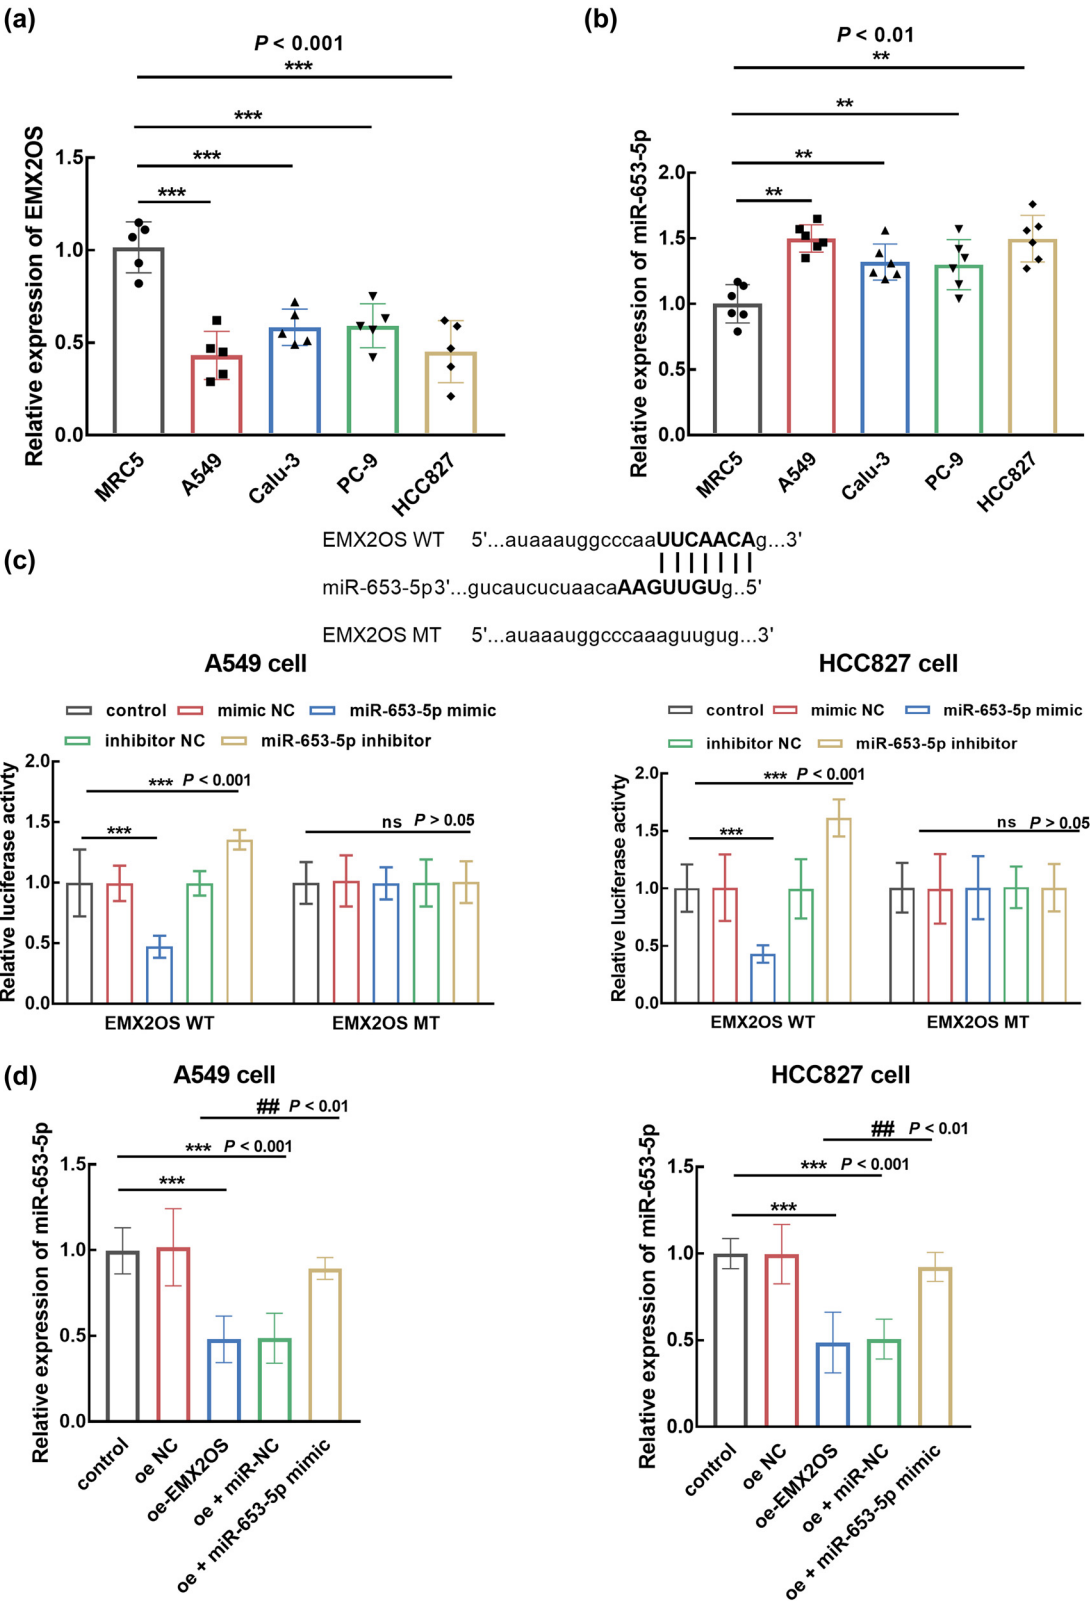 (a)
P < 0.001
***
***
***
***
Relative expression of EMX2OS
1.5
1.0
0.5
0.0
MRC5
A549
Calu-3
PC-9
HCC827
(b)
P < 0.01
**
**
**
**
Relative expression of miR-653-5p
2.0
1.5
1.0
0.5
0.0
MRC5
A549
Calu-3
PC-9
HCC827
(c)
EMX2OS WT 5'...auaaauggcccaaUUCAACAg...3'
miR-653-5p3'...gucaucucuaacaAAGUUGUg..5'
EMX2OS MT 5'...auaaauggcccaaaguugug...3'
A549 cell
control mimic NC miR-653-5p mimic
inhibitor NC miR-653-5p inhibitor
Relative luciferase activty
2.0
1.5
1.0
0.5
0.0
*** P < 0.001
***
ns P > 0.05
EMX2OS WT
EMX2OS MT
HCC827 cell
control mimic NC miR-653-5p mimic
inhibitor NC miR-653-5p inhibitor
Relative luciferase activty
2.0
1.5
1.0
0.5
0.0
*** P < 0.001
***
ns P > 0.05
EMX2OS WT
EMX2OS MT
(d)
A549 cell
## P < 0.01
*** P < 0.001
***
Relative expression of miR-653-5p
1.5
1.0
0.5
0.0
control
oe NC
oe-EMX2OS
oe + miR-NC
oe + miR-653-5p mimic
HCC827 cell
## P < 0.01
*** P < 0.001
***
Relative expression of miR-653-5p
1.5
1.0
0.5
0.0
control
oe NC
oe-EMX2OS
oe + miR-NC
oe + miR-653-5p mimic